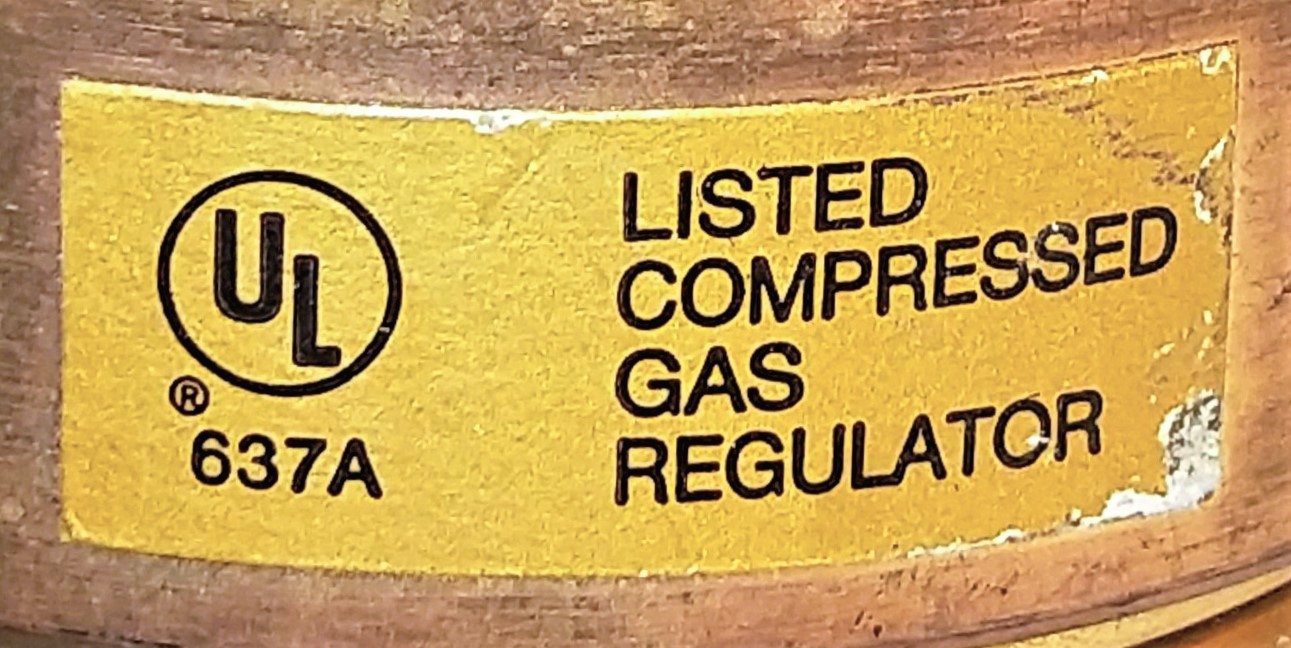 UL
®
637A
LISTED
COMPRESSED
GAS
REGULATOR